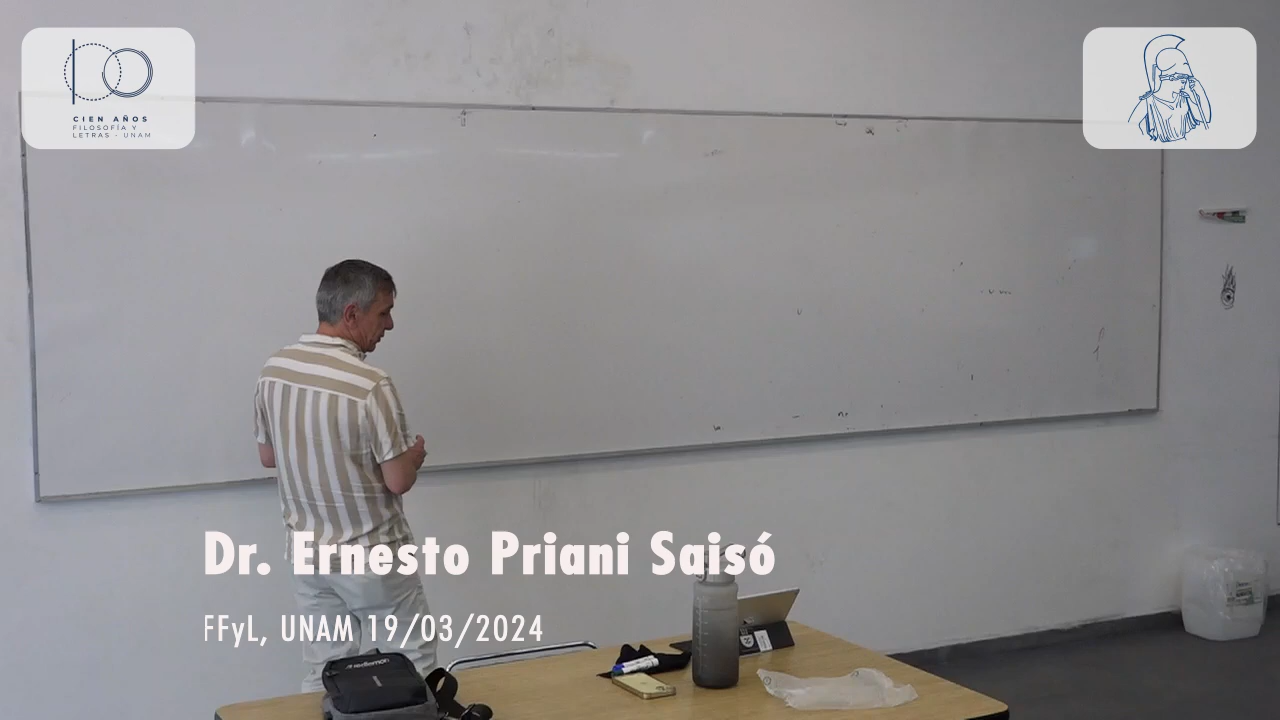 CIEN AÑOS
FILOSOFÍA Y
LETRAS - UNAM
Dr. Ernesto Priani Saisó
FFyL, UNAM 19/03/2024